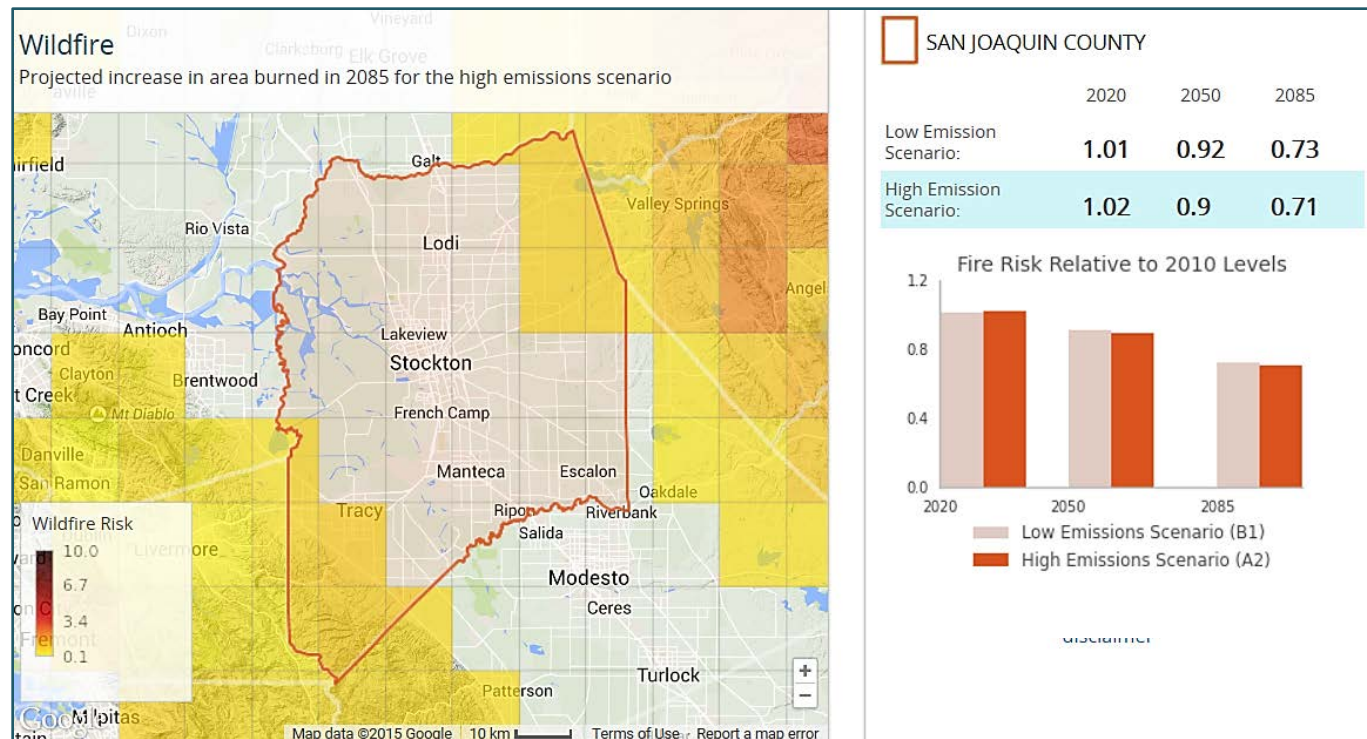 Wildfire
Projected increase in area burned in 2085 for the high emissions scenario
Dixon
Vineyard
Clarksburg
Elk Grove
Galt
Valley Springs
Rio Vista
Lodi
Angel
Bay Point
Antioch
Lakeview
Stockton
Clayton
Brentwood
t Creek
Mt Diablo
French Camp
Danville
San Ramon
Manteca
Escalon
Oakdale
Tracy
Ripon
Riverbank
Salida
Livermore
Modesto
Ceres
Turlock
Patterson
Wildfire Risk
10.0
6.7
3.4
0.1
Fremont
Milpitas
Google
+
−
Map data ©2015 Google
10 km
Terms of Use
Report a map error
SAN JOAQUIN COUNTY
2020 2050 2085
Low Emission
Scenario: 1.01 0.92 0.73
High Emission
Scenario: 1.02 0.9 0.71
Fire Risk Relative to 2010 Levels
1.2
0.8
0.4
0.0
2020 2050 2085
Low Emissions Scenario (B1)
High Emissions Scenario (A2)
disclaimer